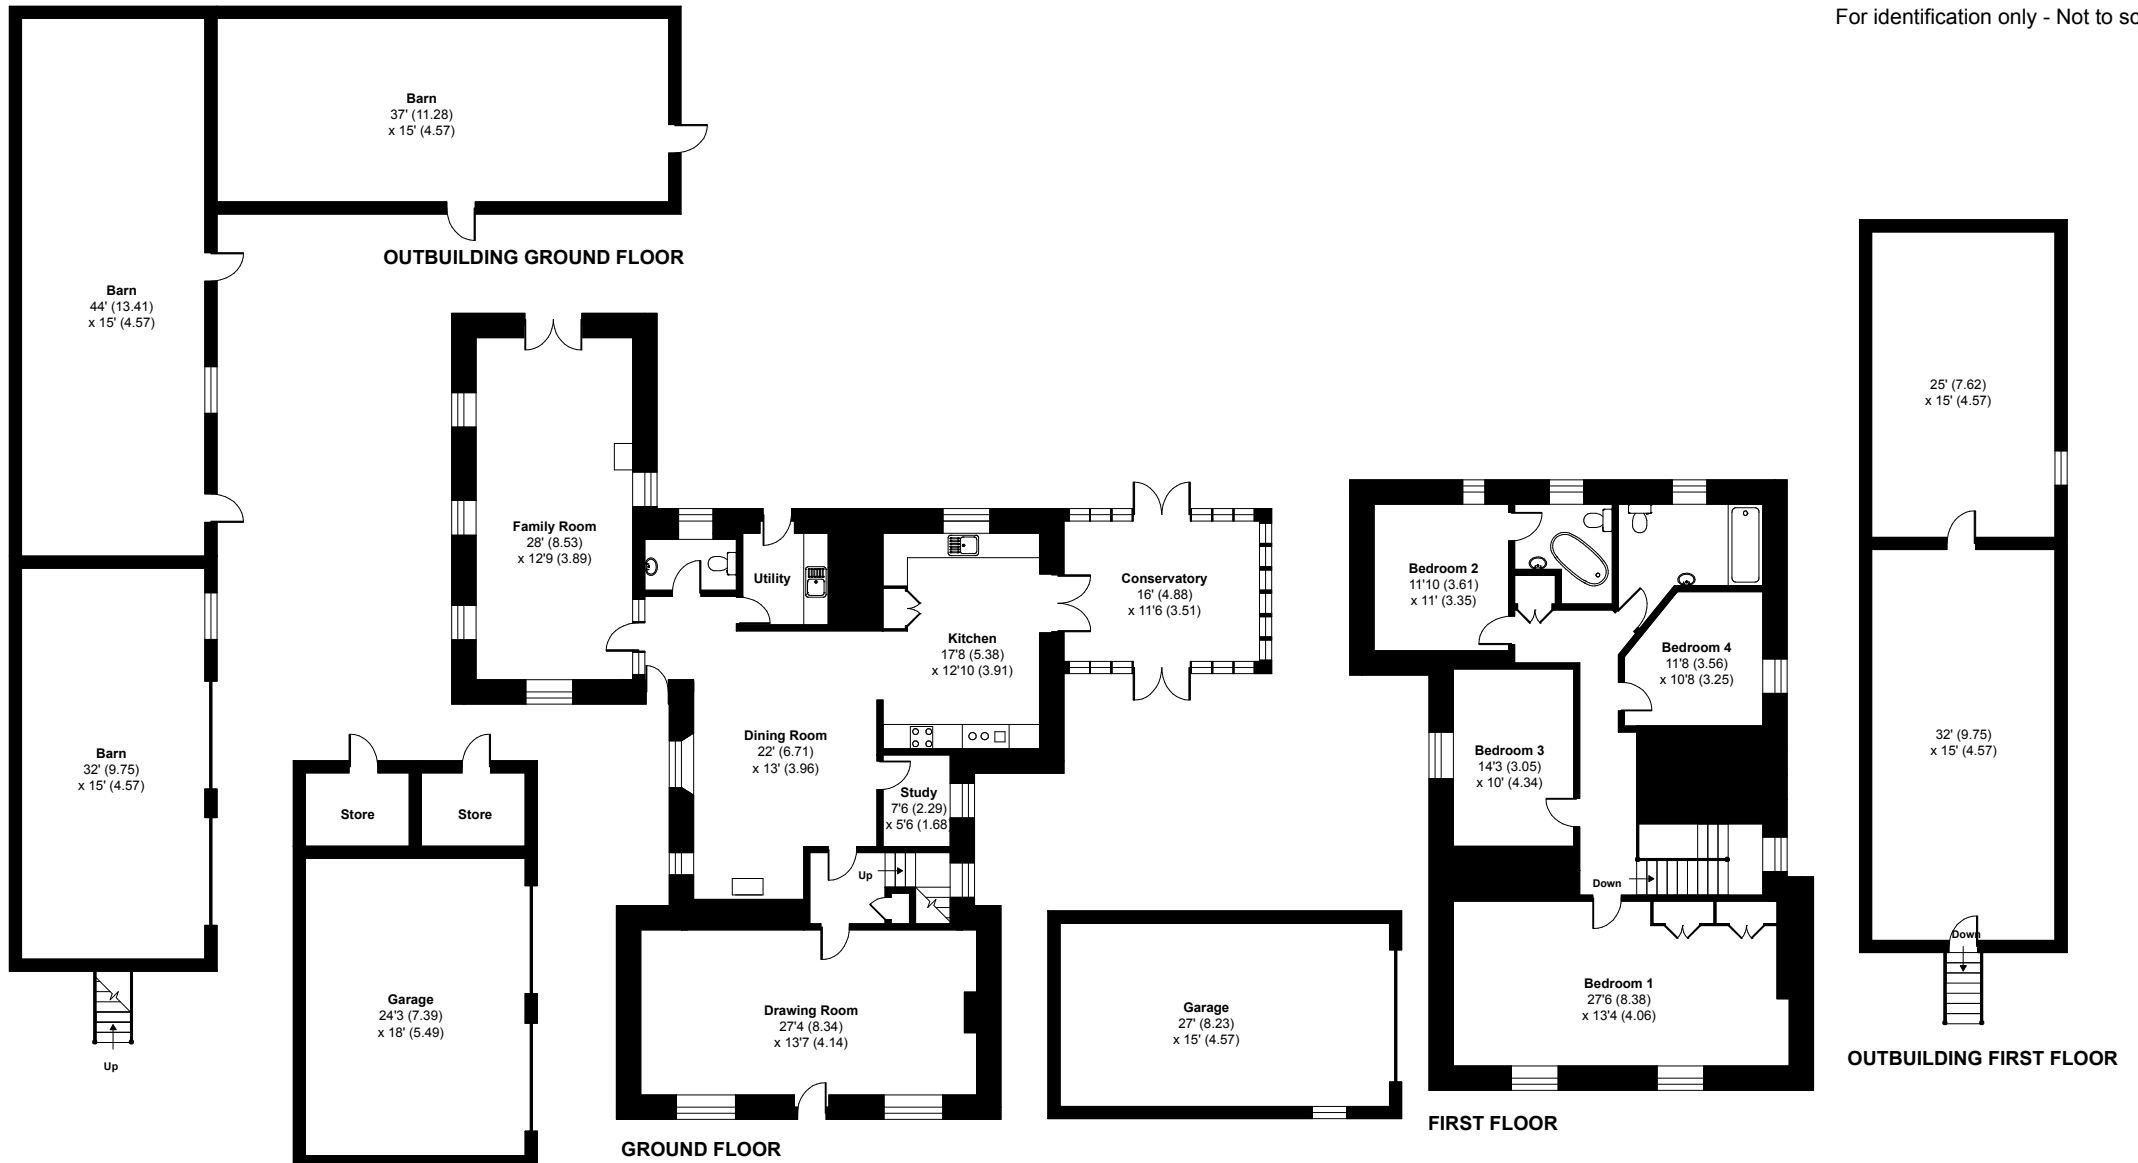 For identification only - Not to sc
Barn
37' (11.28)
x 15' (4.57)
OUTBUILDING GROUND FLOOR
Barn
44' (13.41)
x 15' (4.57)
Barn
32' (9.75)
x 15' (4.57)
Up
Family Room
28' (8.53)
x 12'9 (3.89)
Utility
Kitchen
17'8 (5.38)
x 12'10 (3.91)
Conservatory
16' (4.88)
x 11'6 (3.51)
Dining Room
22' (6.71)
x 13' (3.96)
Study
7'6 (2.29)
x 5'6 (1.68
Up
Drawing Room
27'4 (8.34)
x 13'7 (4.14)
GROUND FLOOR
Store
Store
Garage
24'3 (7.39)
x 18' (5.49)
Garage
27' (8.23)
x 15' (4.57)
Bedroom 2
11'10 (3.61)
x 11' (3.35)
Bedroom 4
11'8 (3.56)
x 10'8 (3.25)
Bedroom 3
14'3 (3.05)
x 10' (4.34)
Down
Bedroom 1
27'6 (8.38)
x 13'4 (4.06)
FIRST FLOOR
25' (7.62)
x 15' (4.57)
32' (9.75)
x 15' (4.57)
Down
OUTBUILDING FIRST FLOOR